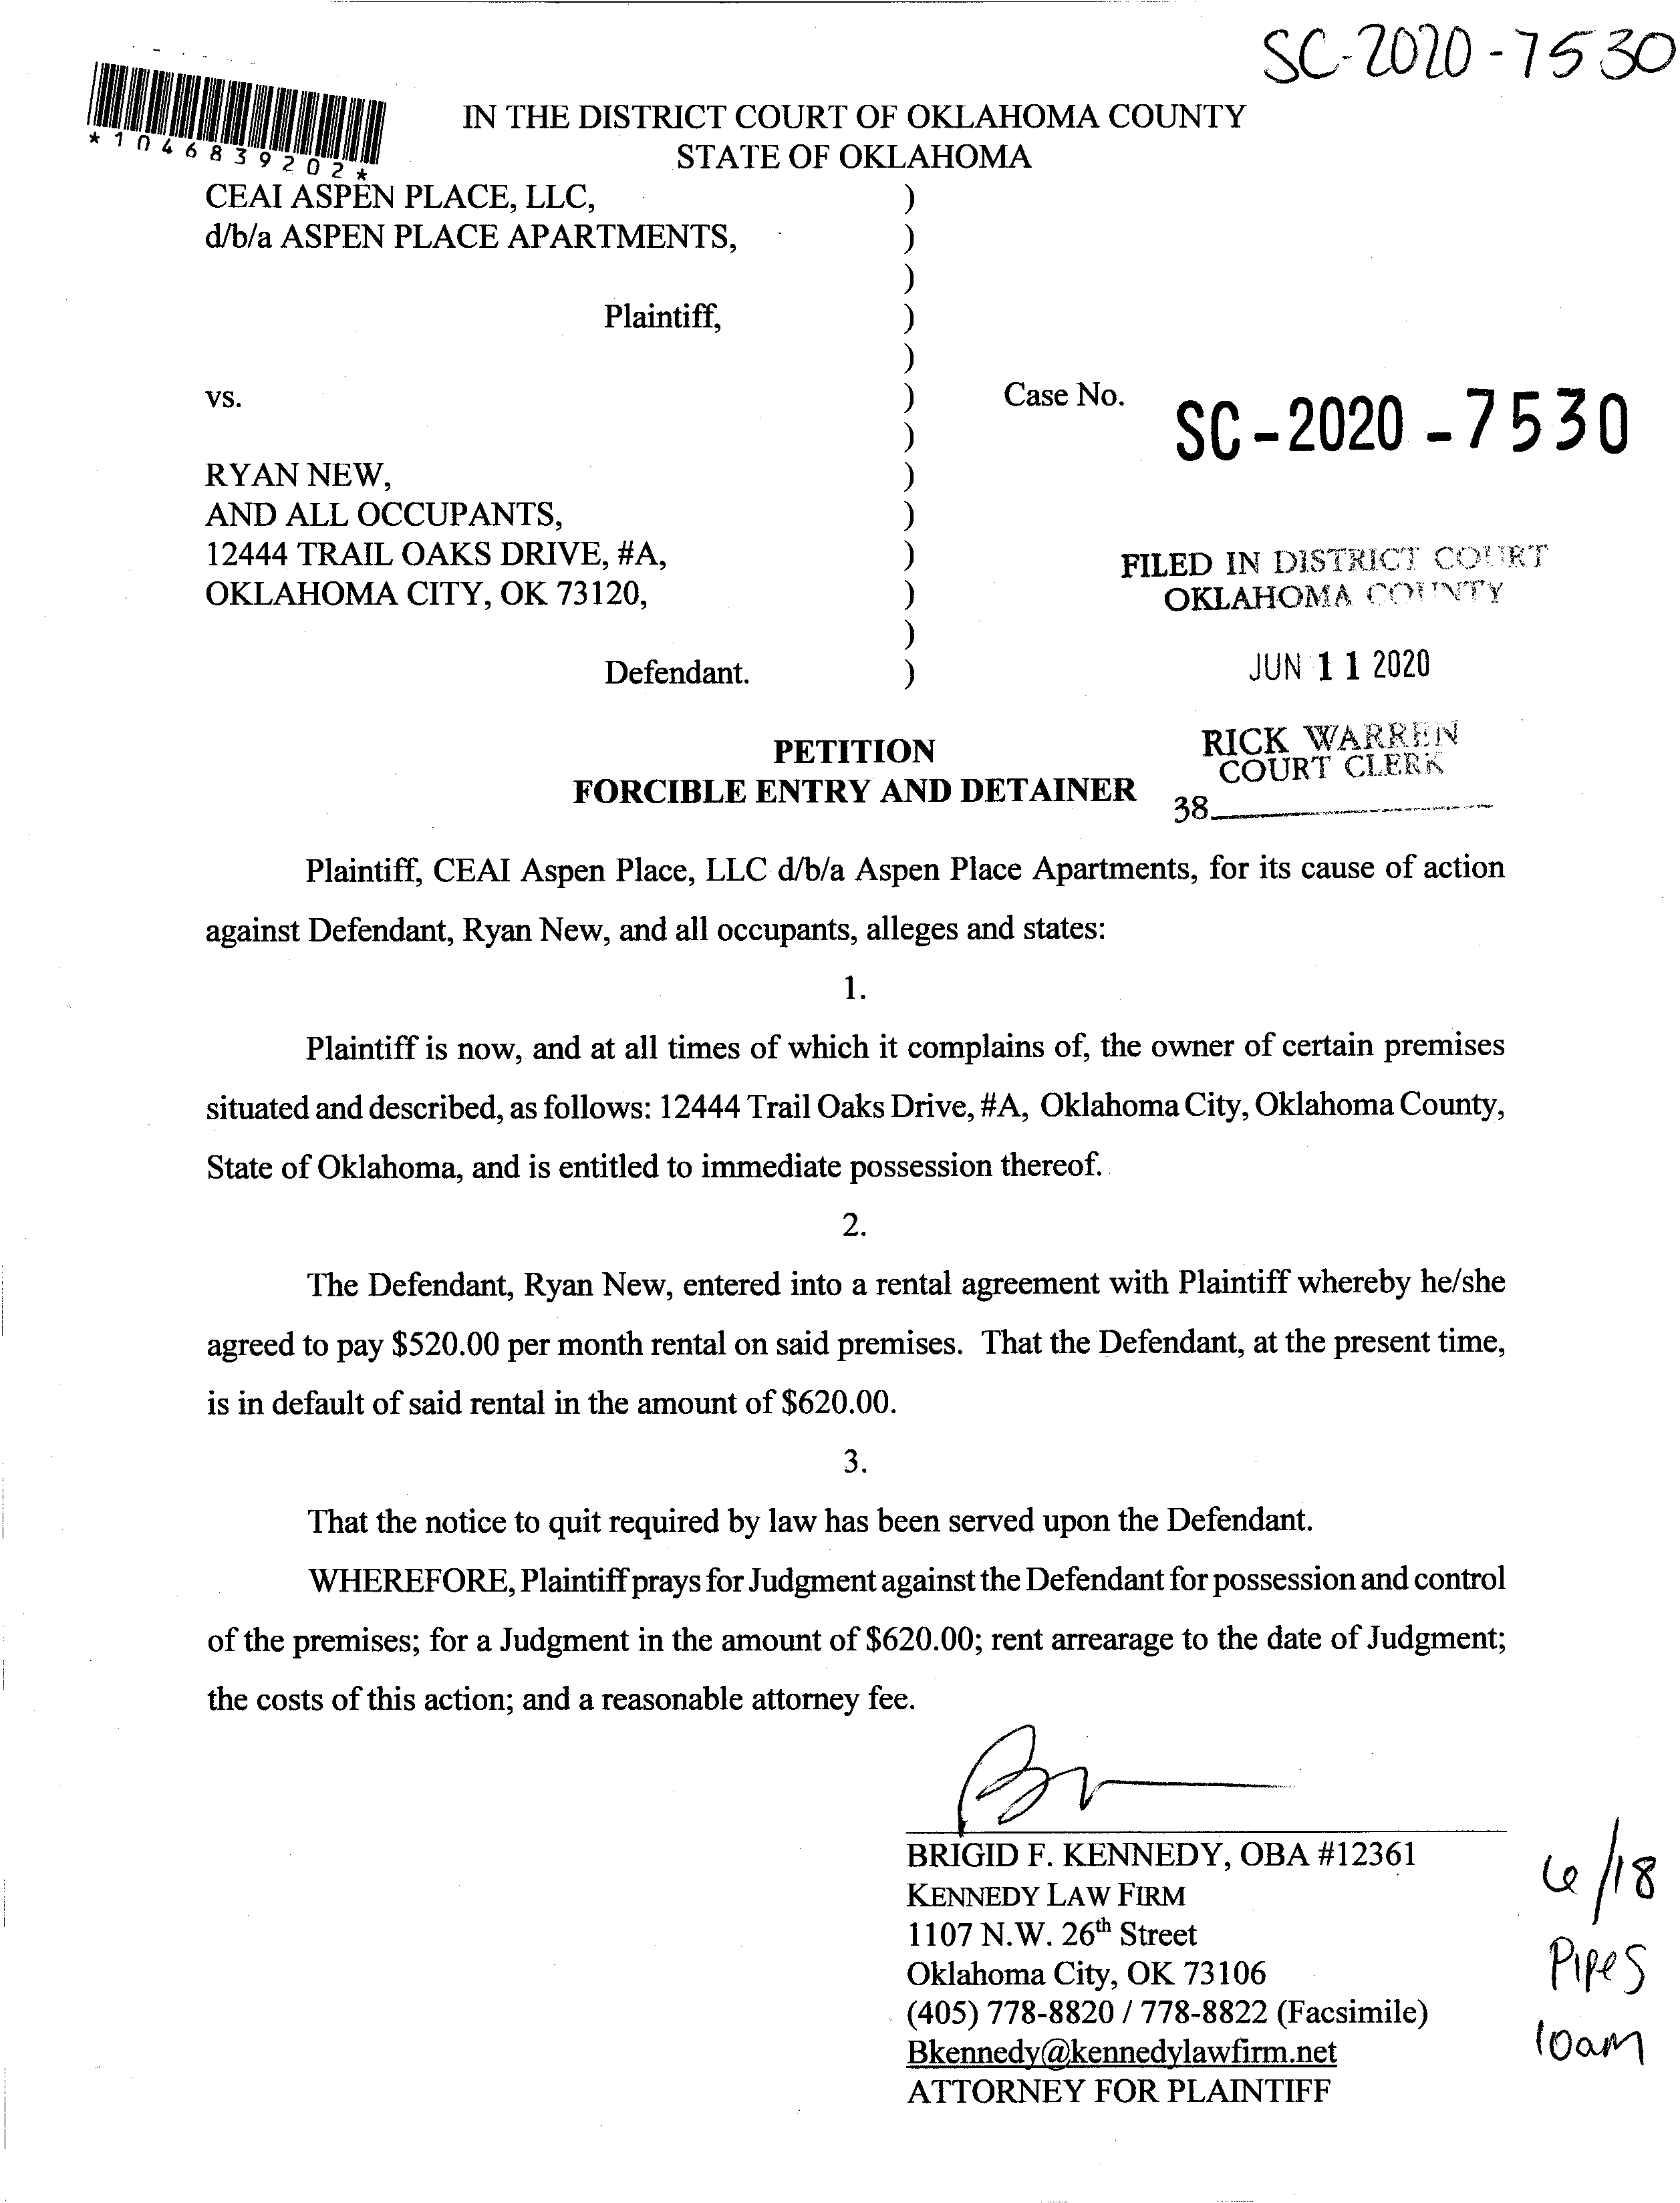 SC-2020-7530
*1046839202*
IN THE DISTRICT COURT OF OKLAHOMA COUNTY
STATE OF OKLAHOMA
CEAI ASPEN PLACE, LLC, )
d/b/a ASPEN PLACE APARTMENTS, )
)
Plaintiff, )
)
vs. ) Case No. SC-2020-7530
)
RYAN NEW, )
AND ALL OCCUPANTS, )
12444 TRAIL OAKS DRIVE, #A, ) FILED IN DISTRICT COURT
OKLAHOMA CITY, OK 73120, ) OKLAHOMA COUNTY
)
Defendant. ) JUN 11 2020
PETITION RICK WARREN
COURT CLERK
FORCIBLE ENTRY AND DETAINER
38
Plaintiff, CEAI Aspen Place, LLC d/b/a Aspen Place Apartments, for its cause of action
against Defendant, Ryan New, and all occupants, alleges and states:
1.
Plaintiff is now, and at all times of which it complains of, the owner of certain premises
situated and described, as follows: 12444 Trail Oaks Drive, #A, Oklahoma City, Oklahoma County,
State of Oklahoma, and is entitled to immediate possession thereof.
2.
The Defendant, Ryan New, entered into a rental agreement with Plaintiff whereby he/she
agreed to pay $520.00 per month rental on said premises. That the Defendant, at the present time,
is in default of said rental in the amount of $620.00.
3.
That the notice to quit required by law has been served upon the Defendant.
WHEREFORE, Plaintiff prays for Judgment against the Defendant for possession and control
of the premises; for a Judgment in the amount of $620.00; rent arrearage to the date of Judgment;
the costs of this action; and a reasonable attorney fee.
BRIGID F. KENNEDY, OBA #12361
KENNEDY LAW FIRM
1107 N.W. 26th Street
Oklahoma City, OK 73106
(405) 778-8820 / 778-8822 (Facsimile)
Bkennedy@kennedylawfirm.net
ATTORNEY FOR PLAINTIFF
6/18
Pipes
10am